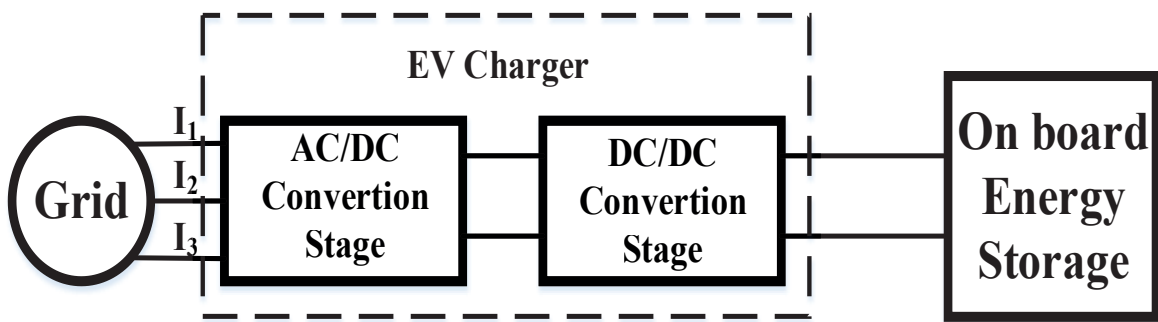 EV Charger
Grid
I1
I2
I3
AC/DC
Convertion
Stage
DC/DC
Convertion
Stage
On board
Energy
Storage